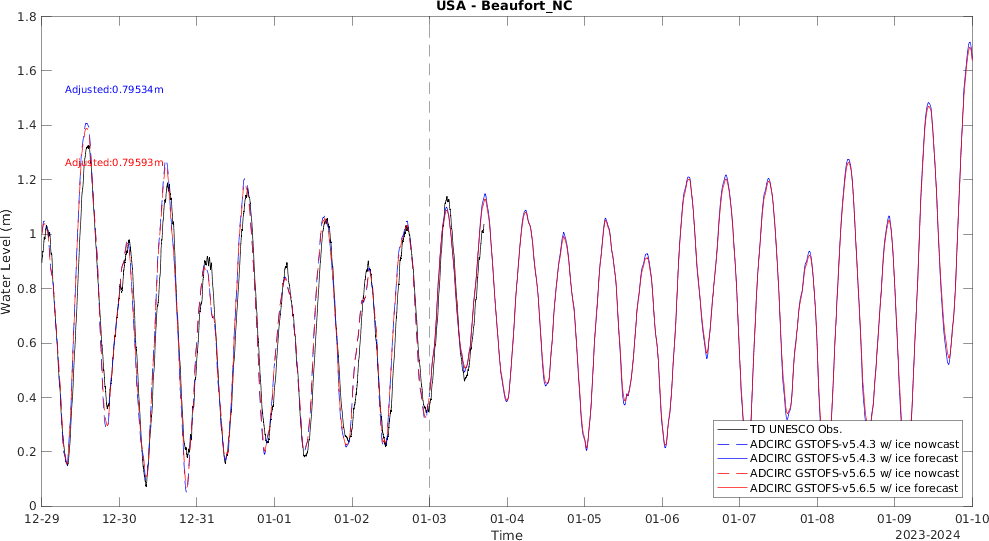 USA - Beaufort_NC
1.8
1.6
1.4
1.2
1
0.8
0.6
0.4
0.2
0
Water Level (m)
Adjusted:0.79534m
Adjusted:0.79593m
TD UNESCO Obs.
ADCIRC GSTOFS-v5.4.3 w/ ice nowcast
ADCIRC GSTOFS-v5.4.3 w/ ice forecast
ADCIRC GSTOFS-v5.6.5 w/ ice nowcast
ADCIRC GSTOFS-v5.6.5 w/ ice forecast
12-29 12-30 12-31 01-01 01-02 01-03 01-04 01-05 01-06 01-07 01-08 01-09 01-10
Time
2023-2024